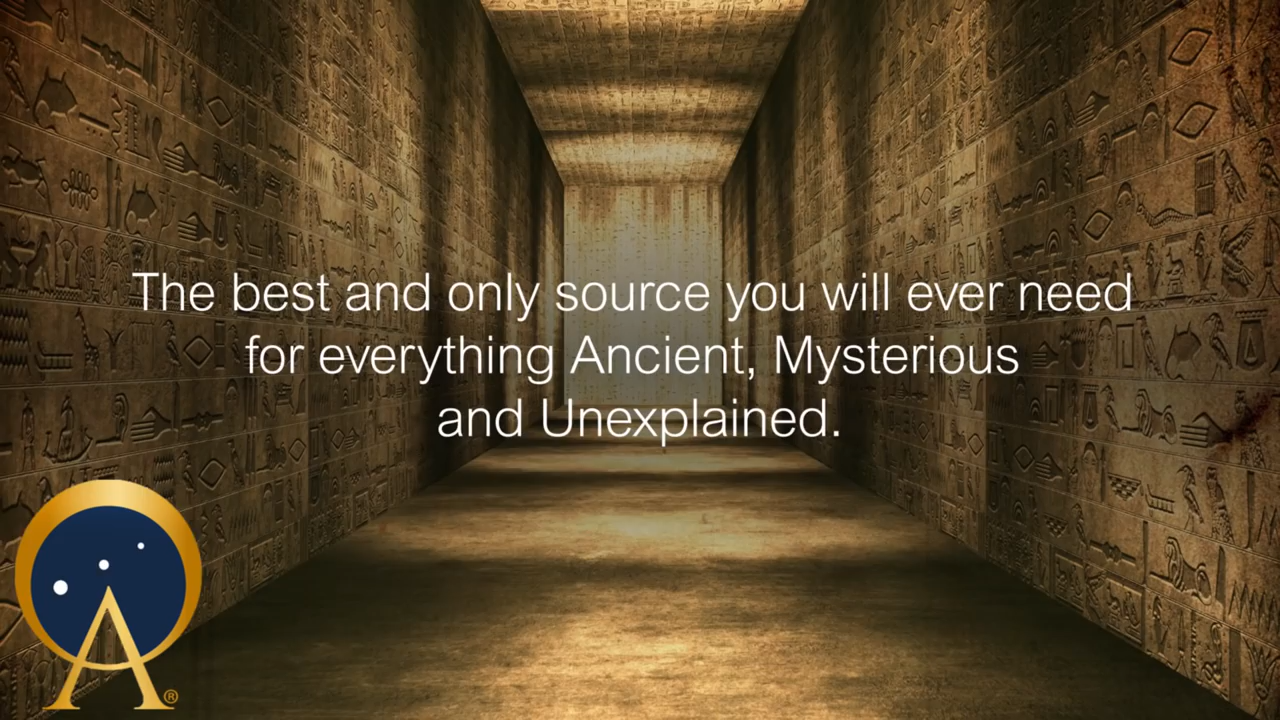 The best and only source you will ever need
for everything Ancient, Mysterious
and Unexplained.
A
®